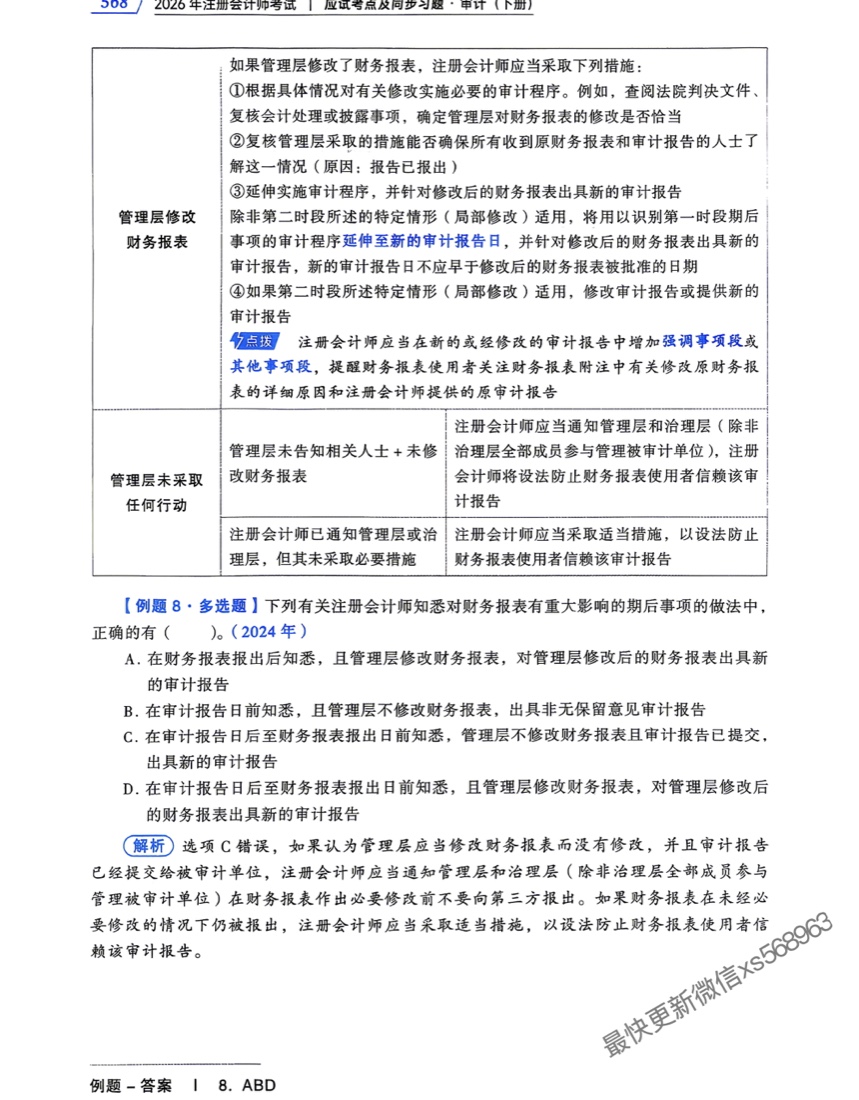 568 2026年注册会计师考试 | 应试考点及同步习题·审计（下册）
管理层修改
财务报表
如果管理层修改了财务报表，注册会计师应当采取下列措施：
①根据具体情况对有关修改实施必要的审计程序。例如，查阅法院判决文件、
复核会计处理或披露事项，确定管理层对财务报表的修改是否恰当
②复核管理层采取的措施能否确保所有收到原财务报表和审计报告的人士了
解这一情况（原因：报告已报出）
③延伸实施审计程序，并针对修改后的财务报表出具新的审计报告
除非第二时段所述的特定情形（局部修改）适用，将用以识别第一时段期后
事项的审计程序延伸至新的审计报告日，并针对修改后的财务报表出具新的
审计报告，新的审计报告日不应早于修改后的财务报表被批准的日期
④如果第二时段所述特定情形（局部修改）适用，修改审计报告或提供新的
审计报告
点拨 注册会计师应当在新的或经修改的审计报告中增加强调事项段或
其他事项段，提醒财务报表使用者关注财务报表附注中有关修改原财务报
表的详细原因和注册会计师提供的原审计报告
管理层未采取
任何行动
管理层未告知相关人士+未修
改财务报表
注册会计师应当通知管理层和治理层（除非
治理层全部成员参与管理被审计单位），注册
会计师将设法防止财务报表使用者信赖该审
计报告
注册会计师已通知管理层或治
理层，但其未采取必要措施
注册会计师应当采取适当措施，以设法防止
财务报表使用者信赖该审计报告
【例题8·多选题】下列有关注册会计师知悉对财务报表有重大影响的期后事项的做法中，
正确的有（ ）。（2024年）
A. 在财务报表报出后知悉，且管理层修改财务报表，对管理层修改后的财务报表出具新
的审计报告
B. 在审计报告日前知悉，且管理层不修改财务报表，出具非无保留意见审计报告
C. 在审计报告日后至财务报表报出日前知悉，管理层不修改财务报表且审计报告已提交，
出具新的审计报告
D. 在审计报告日后至财务报表报出日前知悉，且管理层修改财务报表，对管理层修改后
的财务报表出具新的审计报告
解析 选项C错误，如果认为管理层应当修改财务报表而没有修改，并且审计报告
已经提交给被审计单位，注册会计师应当通知管理层和治理层（除非治理层全部成员参与
管理被审计单位）在财务报表作出必要修改前不要向第三方报出。如果财务报表在未经必
要修改的情况下仍被报出，注册会计师应当采取适当措施，以设法防止财务报表使用者信
赖该审计报告。
最快更新微信xs568963
例题-答案 | 8. ABD